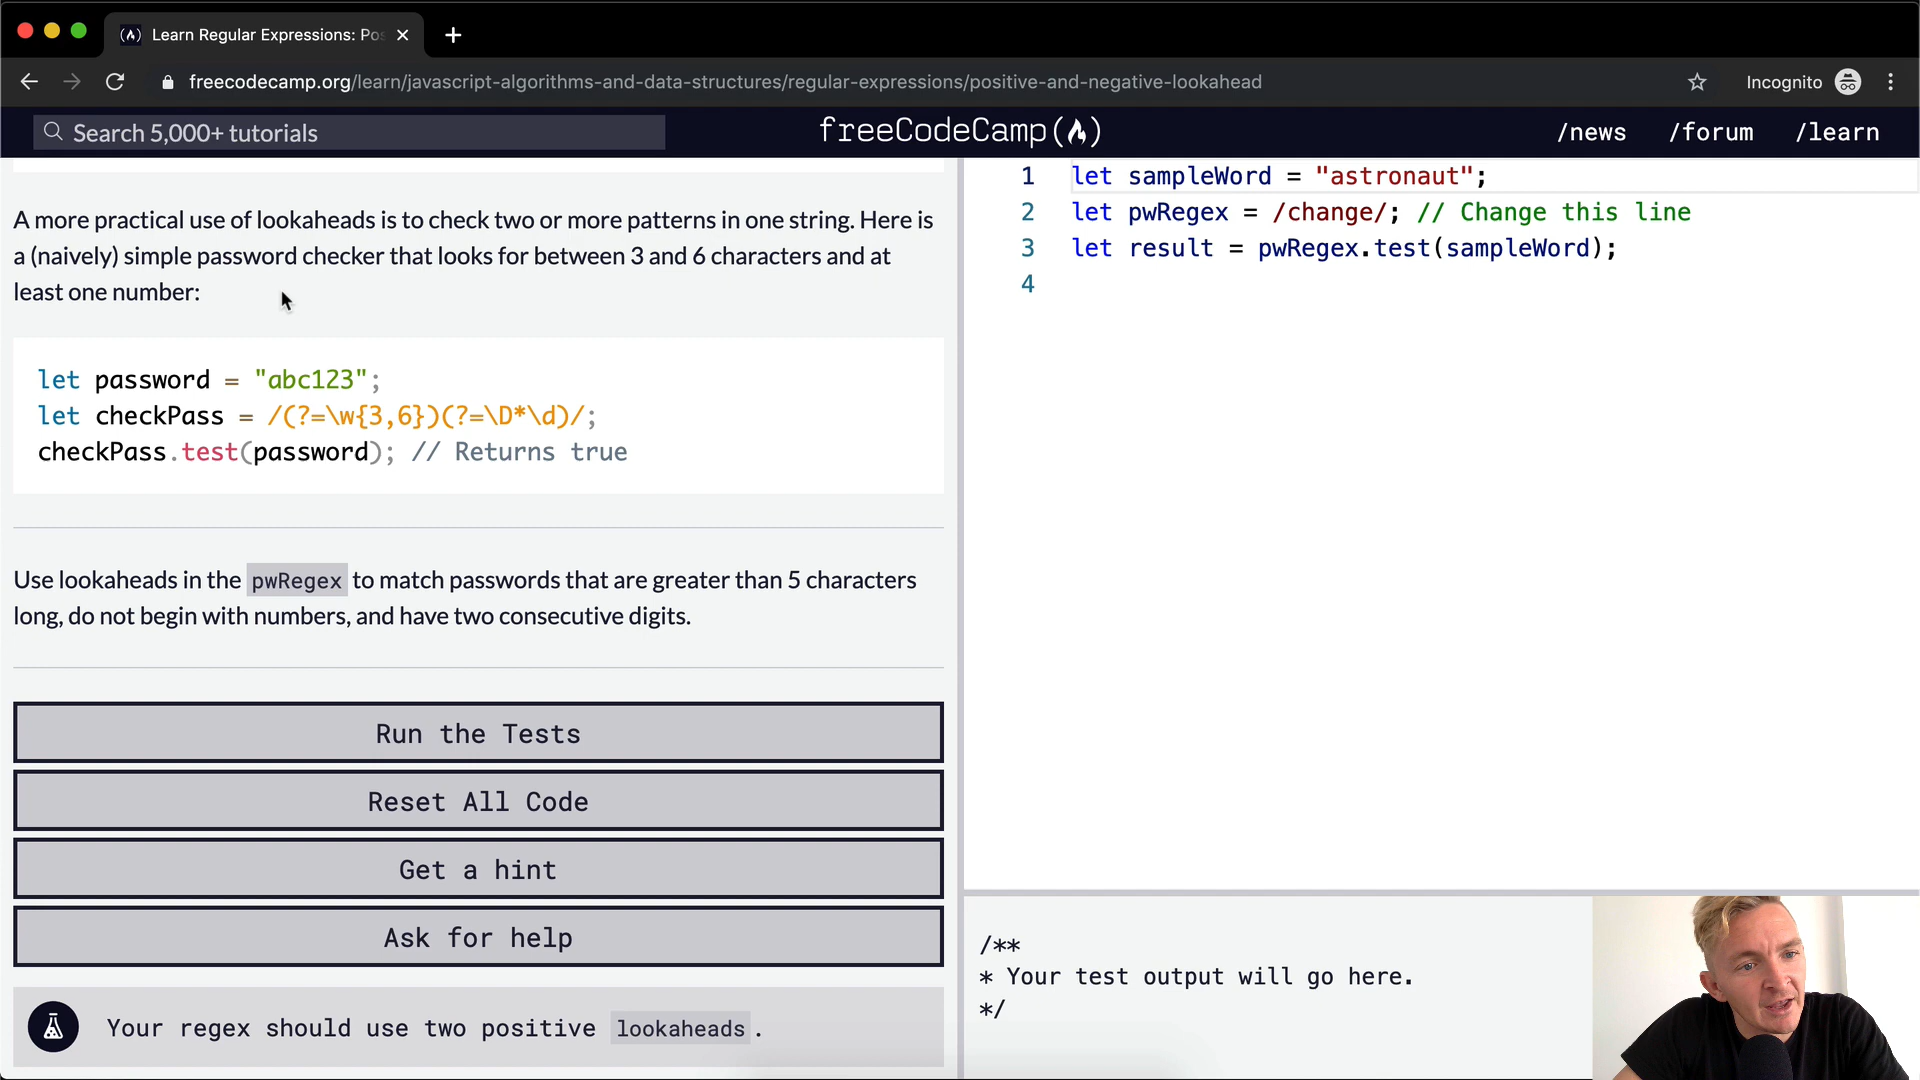 Learn Regular Expressions: Pos
freecodecamp.org/learn/javascript-algorithms-and-data-structures/regular-expressions/positive-and-negative-lookahead
Incognito
Search 5,000+ tutorials
freeCodeCamp
/news
/forum
/learn
A more practical use of lookaheads is to check two or more patterns in one string. Here is
a (naively) simple password checker that looks for between 3 and 6 characters and at
least one number:
let password = "abc123";
let checkPass = /(?=\w{3,6})(?=\D*\d)/;
checkPass.test(password); // Returns true
Use lookaheads in the pwRegex to match passwords that are greater than 5 characters
long, do not begin with numbers, and have two consecutive digits.
Run the Tests
Reset All Code
Get a hint
Ask for help
Your regex should use two positive lookaheads.
1 let sampleWord = "astronaut";
2 let pwRegex = /change/; // Change this line
3 let result = pwRegex.test(sampleWord);
4
/**
* Your test output will go here.
*/